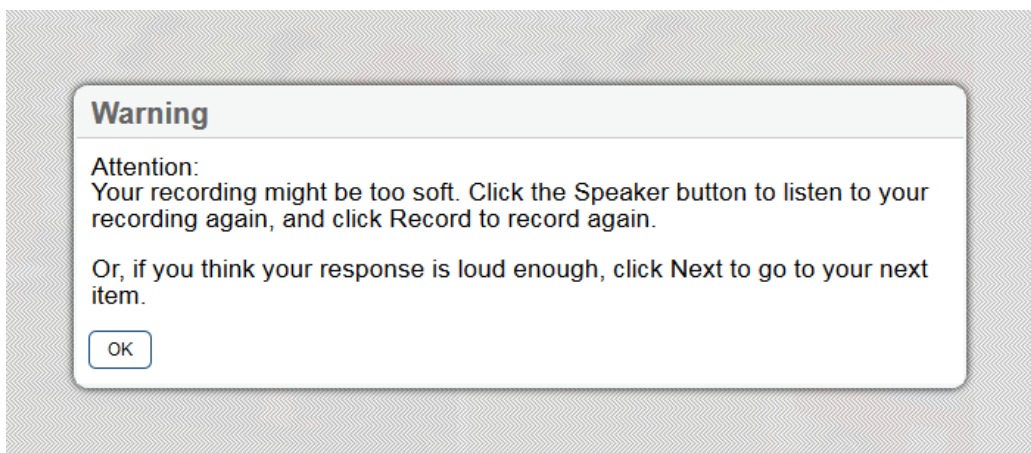 Warning
Attention:
Your recording might be too soft. Click the Speaker button to listen to your
recording again, and click Record to record again.
Or, if you think your response is loud enough, click Next to go to your next
item.
OK